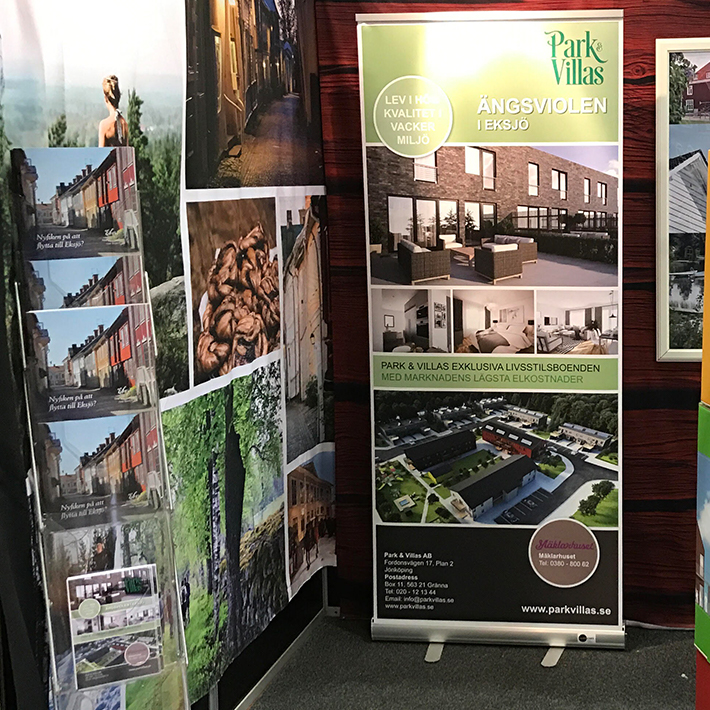 Park &
Villas
LEV I HÖG
KVALITET I
VACKER
MILJÖ
ÄNGSVIOLEN
I EKSJÖ
PARK & VILLAS EXKLUSIVA LIVSSTILSBOENDEN
MED MARKNADENS LÄGSTA ELKOSTNADER
Mäklarhuset
Mäklarhuset
Tel: 0380 - 800 62
Park & Villas AB
Fordonsvägen 17, Plan 2
Jönköping
Postadress
Box 11, 563 21 Gränna
Tel: 020 - 12 13 44
Email: info@parkvillas.se
www.parkvillas.se
www.parkvillas.se
Nyfiken på att
flytta till Eksjö?
Nyfiken på att
flytta till Eksjö?
Nyfiken på att
flytta till Eksjö?